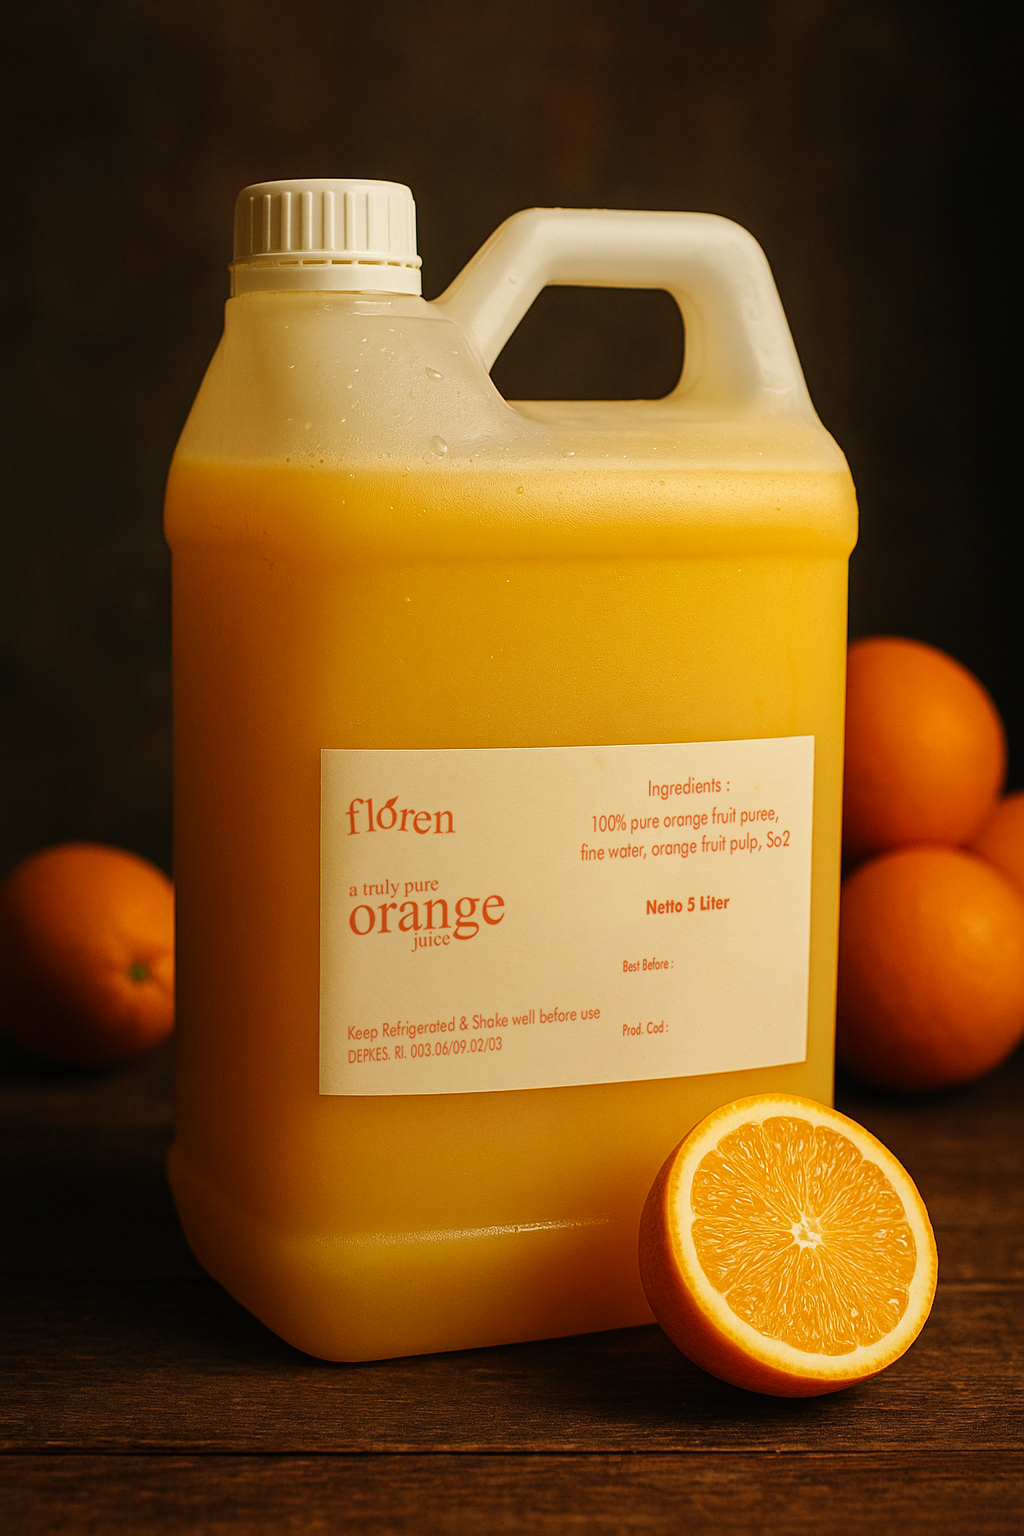 flóren
a truly pure
orange
juice
Keep Refrigerated & Shake well before use
DEPKES. RI. 003.06/09.02/03
Ingredients :
100% pure orange fruit puree,
fine water, orange fruit pulp, So2
Netto 5 Liter
Best Before :
Prod. Cod :